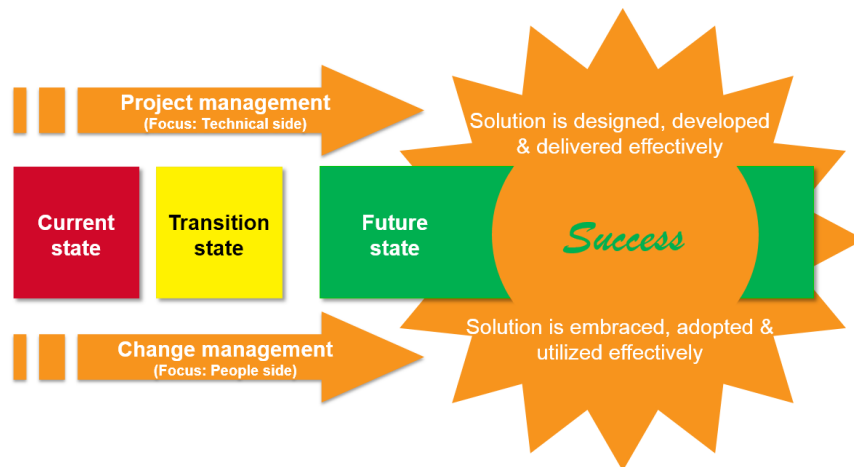 Project management
(Focus: Technical side)
Solution is designed, developed
& delivered effectively
Current
state
Transition
state
Future
state
Success
Change management
(Focus: People side)
Solution is embraced, adopted &
utilized effectively